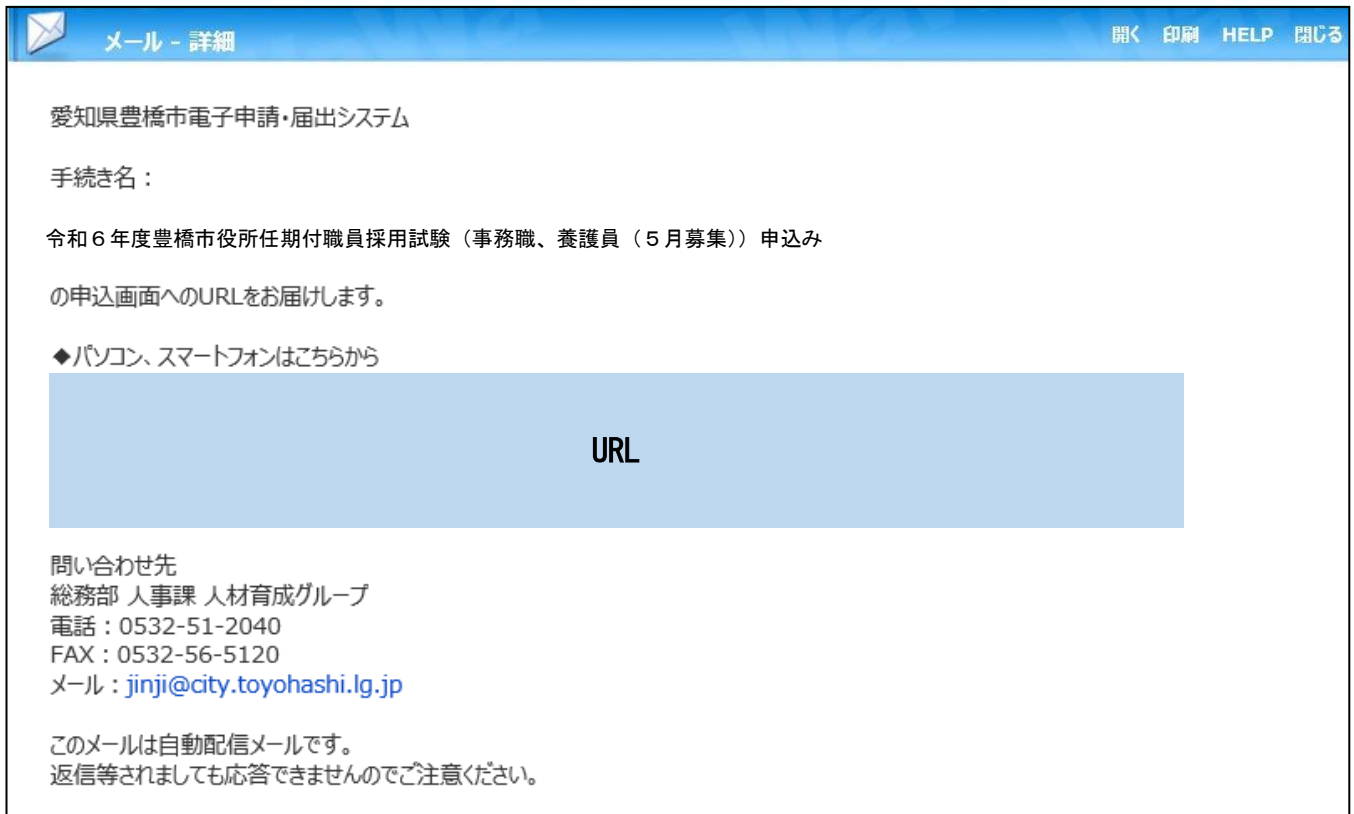 メール - 詳細
開く 印刷 HELP 閉じる
愛知県豊橋市電子申請・届出システム
手続き名：
令和６年度豊橋市役所任期付職員採用試験（事務職、養護員（５月募集））申込み
の申込画面へのURLをお届けします。
◆パソコン、スマートフォンはこちらから
URL
問い合わせ先
総務部 人事課 人材育成グループ
電話：0532-51-2040
FAX：0532-56-5120
メール：jinji@city.toyohashi.lg.jp
このメールは自動配信メールです。
返信等されましても応答できませんのでご注意ください。